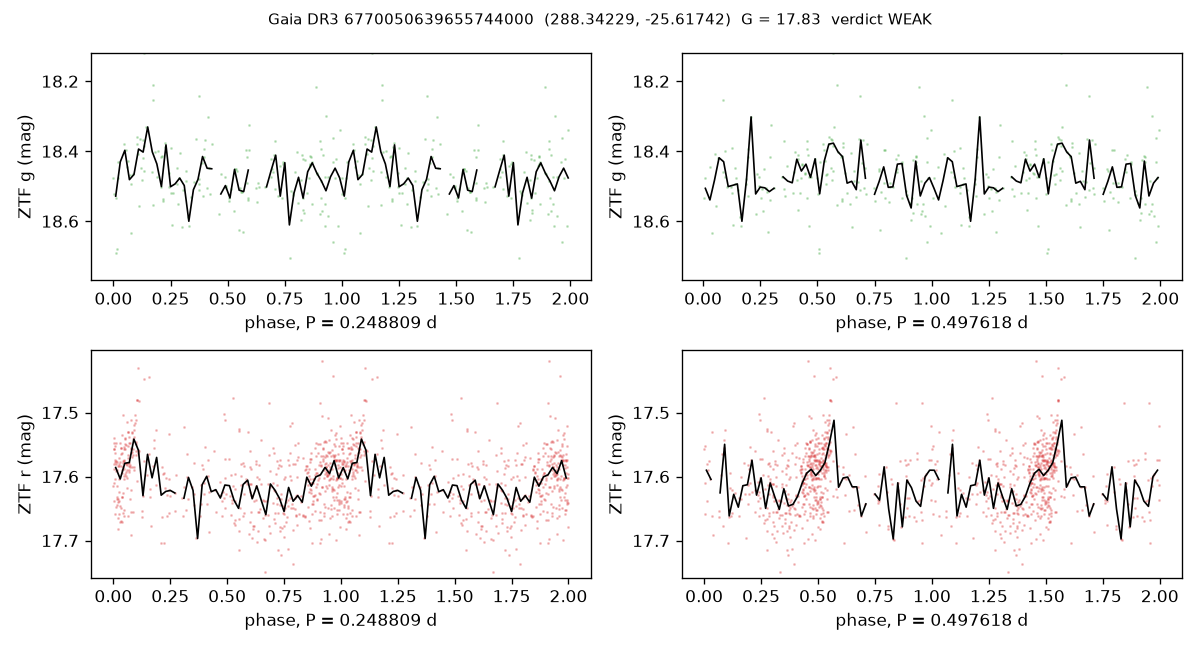 Gaia DR3 6770050639655744000 (288.34229, -25.61742) G = 17.83 verdict WEAK
ZTF g (mag)
18.2
18.4
18.6
0.00 0.25 0.50 0.75 1.00 1.25 1.50 1.75 2.00
phase, P = 0.248809 d
ZTF g (mag)
18.2
18.4
18.6
0.00 0.25 0.50 0.75 1.00 1.25 1.50 1.75 2.00
phase, P = 0.497618 d
ZTF r (mag)
17.5
17.6
17.7
0.00 0.25 0.50 0.75 1.00 1.25 1.50 1.75 2.00
phase, P = 0.248809 d
ZTF r (mag)
17.5
17.6
17.7
0.00 0.25 0.50 0.75 1.00 1.25 1.50 1.75 2.00
phase, P = 0.497618 d